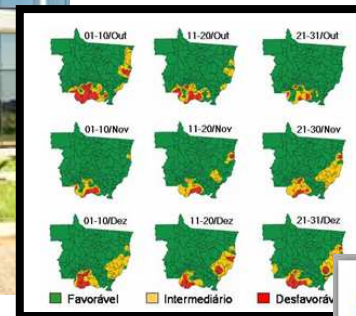 01-10/Out 11-20/Out 21-31/Out
01-10/Nov 11-20/Nov 21-30/Nov
01-10/Dez 11-20/Dez 21-31/Dez
Favorável Intermediário Desfavoráv